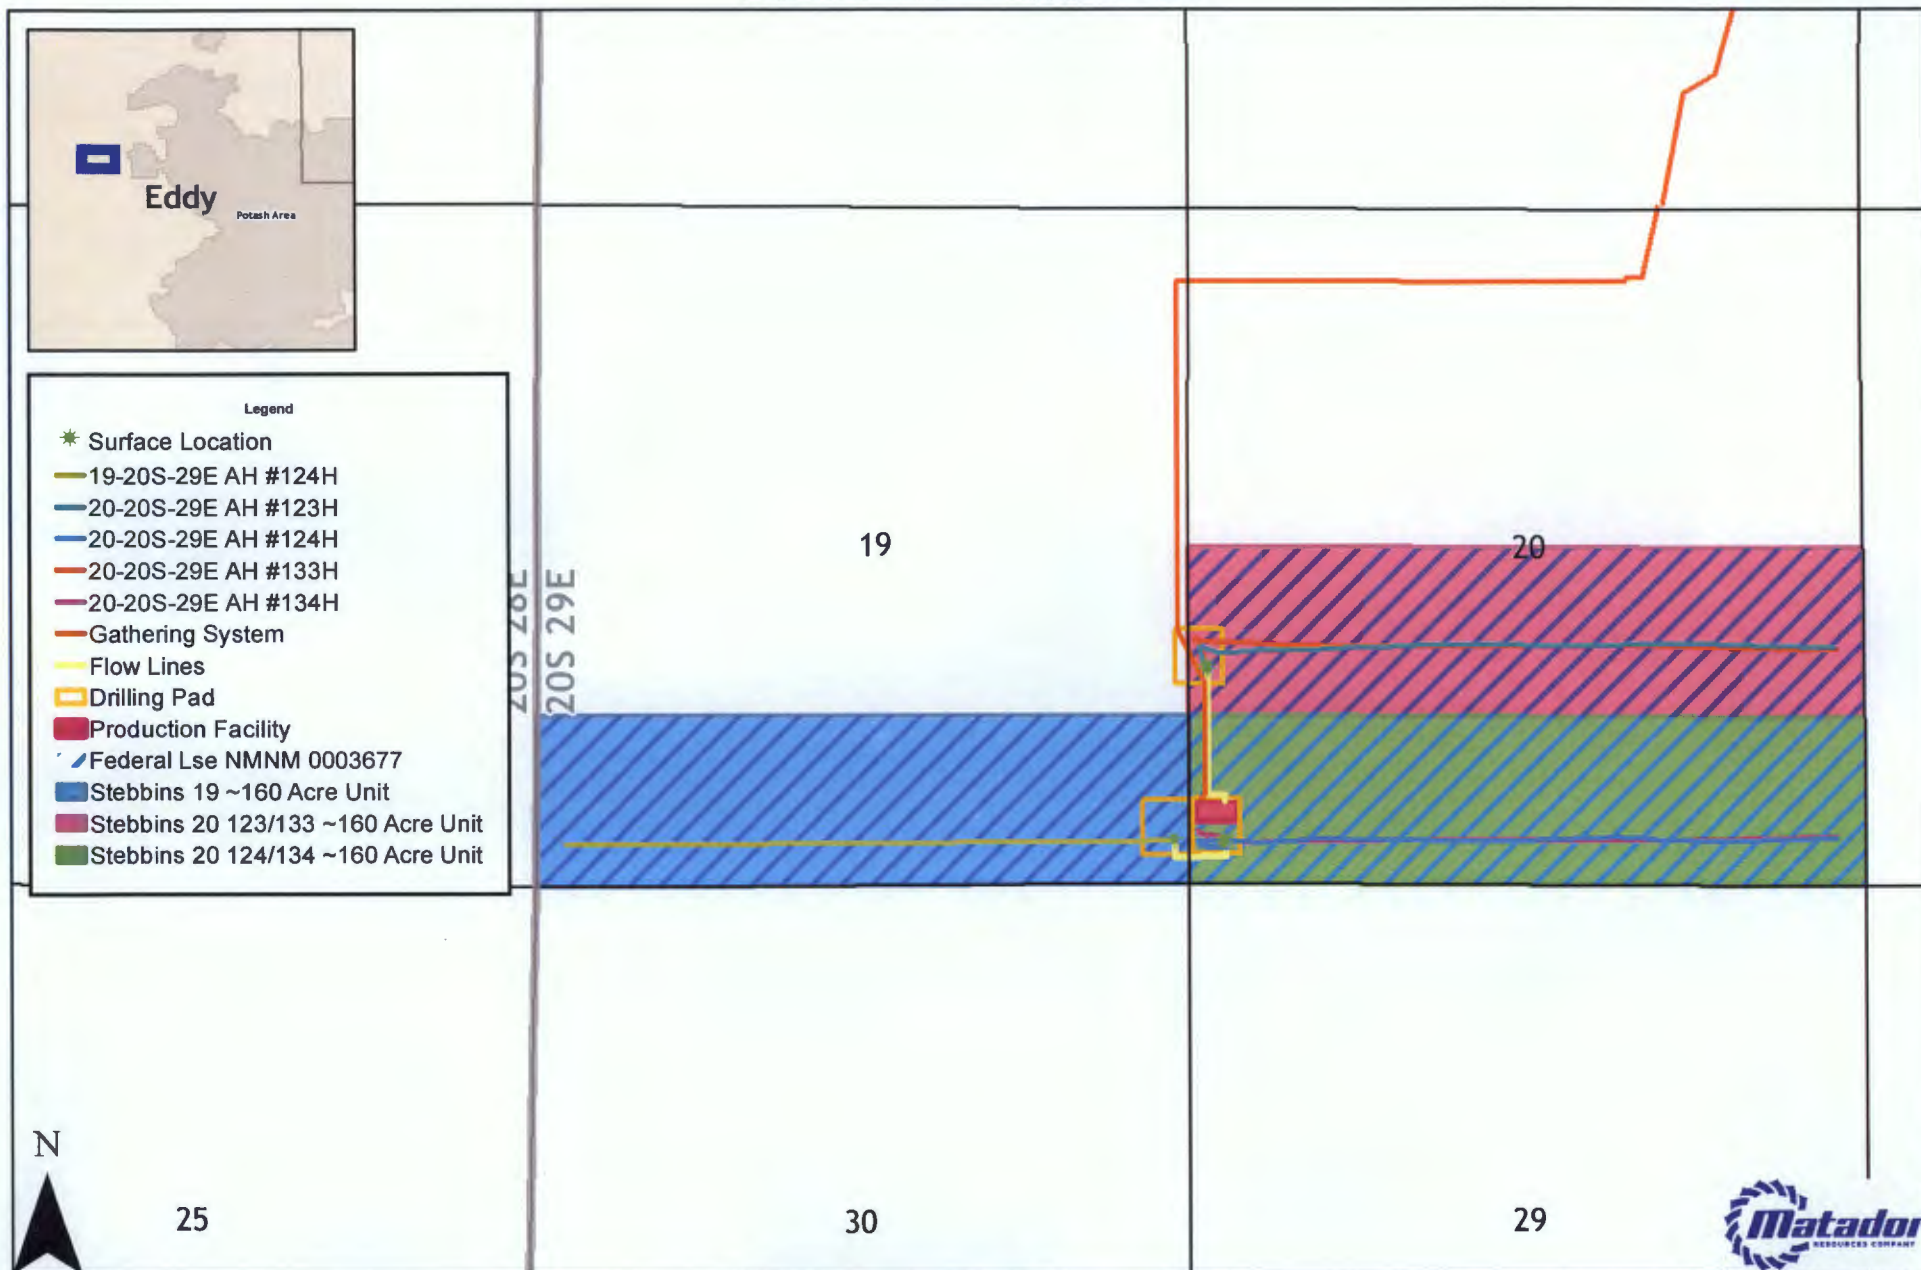 Eddy
Potash Area
Legend
Surface Location
19-20S-29E AH #124H
20-20S-29E AH #123H
20-20S-29E AH #124H
20-20S-29E AH #133H
20-20S-29E AH #134H
Gathering System
Flow Lines
Drilling Pad
Production Facility
Federal Lse NMNM 0003677
Stebbins 19 ~160 Acre Unit
Stebbins 20 123/133 ~160 Acre Unit
Stebbins 20 124/134 ~160 Acre Unit
19
20
20S 28E
20S 29E
N
25
30
29
Matador
RESOURCES COMPANY